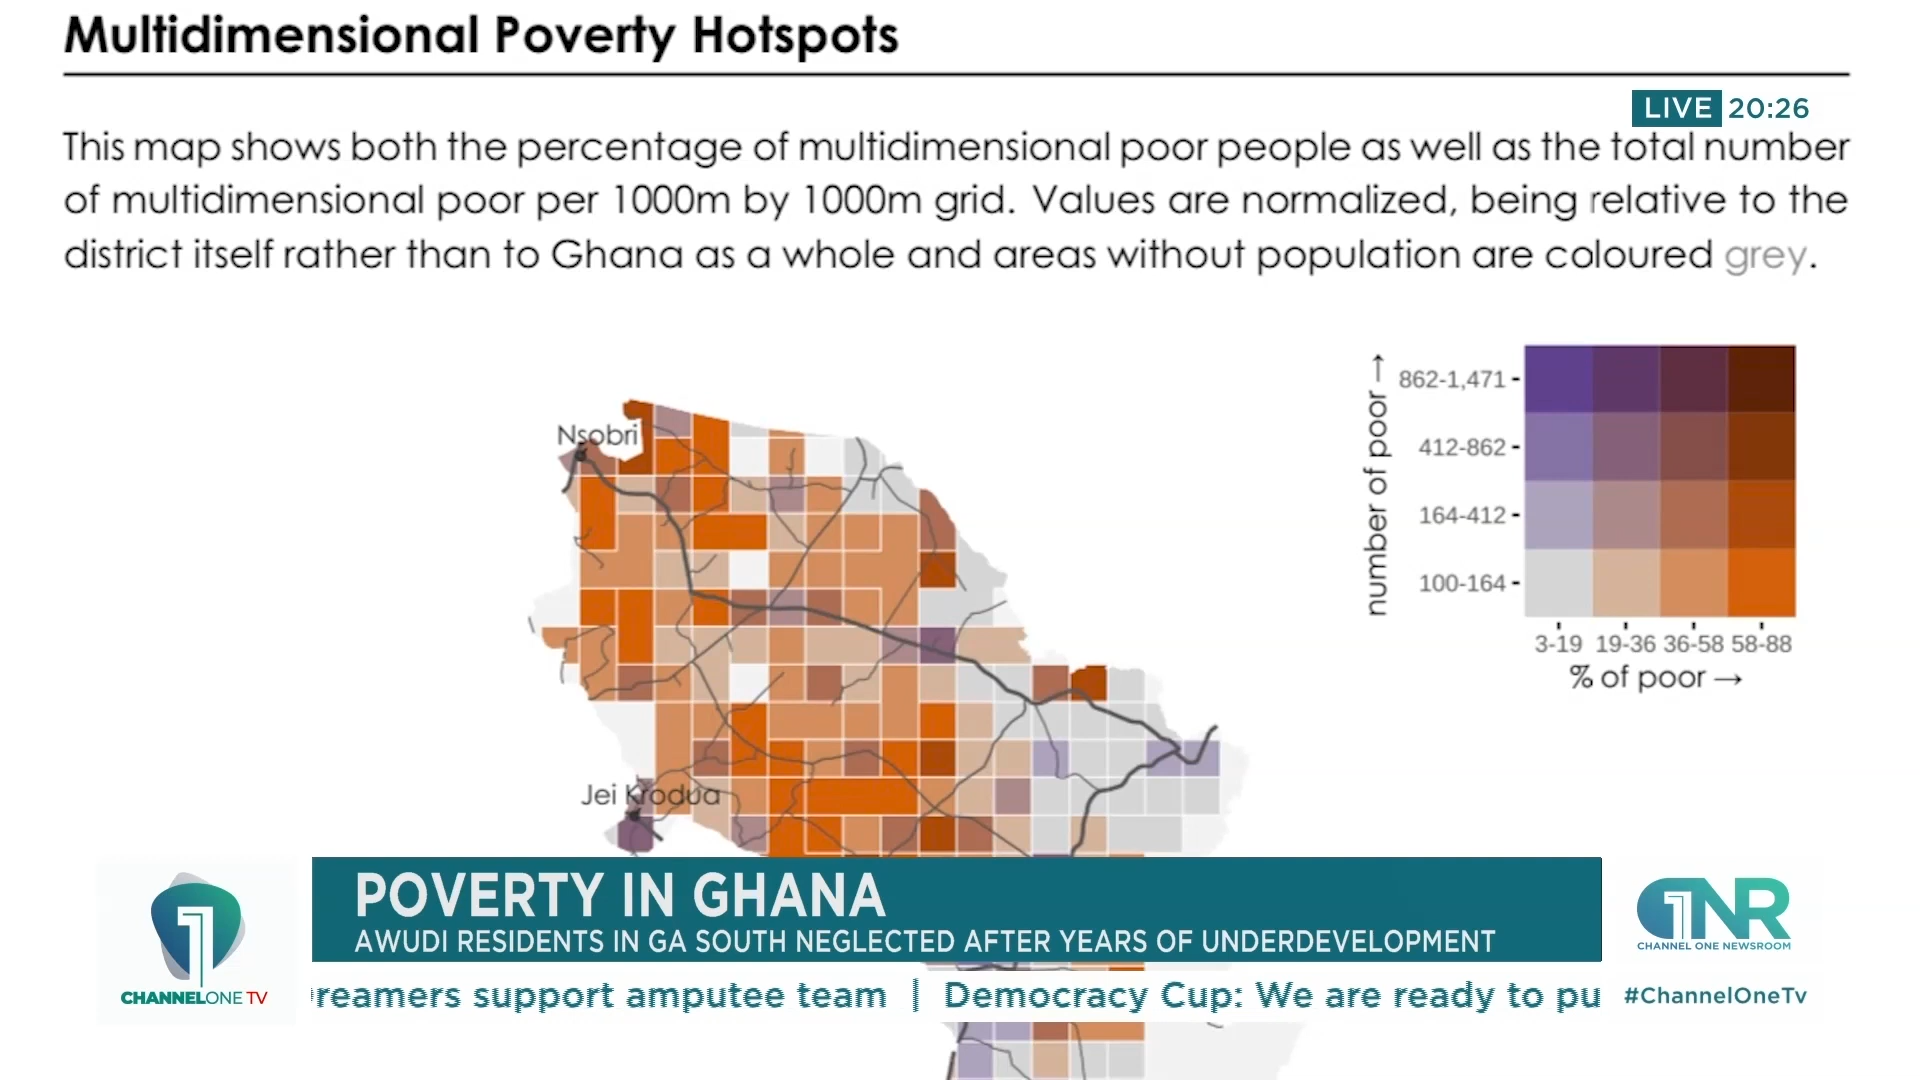 Multidimensional Poverty Hotspots
LIVE 20:26
This map shows both the percentage of multidimensional poor people as well as the total number
of multidimensional poor per 1000m by 1000m grid. Values are normalized, being relative to the
district itself rather than to Ghana as a whole and areas without population are coloured grey.
number of poor →
862-1,471
412-862
164-412
100-164
3-19 19-36 36-58 58-88
% of poor →
Nsobri
Jei Krodua
POVERTY IN GHANA
AWUDI RESIDENTS IN GA SOUTH NEGLECTED AFTER YEARS OF UNDERDEVELOPMENT
1
CHANNELONE TV
1NR
CHANNEL ONE NEWSROOM
reamers support amputee team | Democracy Cup: We are ready to pu
#ChannelOneTv